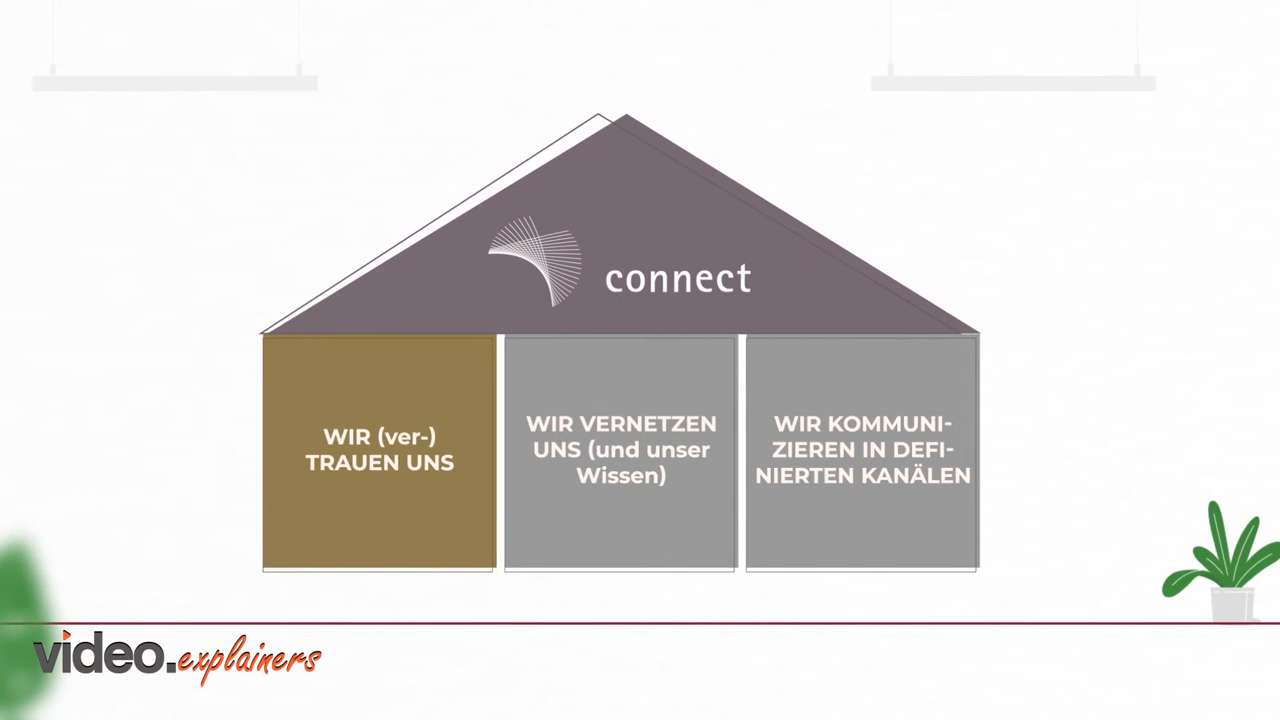 connect
WIR (ver-)
TRAUEN UNS
WIR VERNETZEN
UNS (und unser
Wissen)
WIR KOMMUNI-
ZIEREN IN DEFI-
NIERTEN KANÄLEN
video.explainers